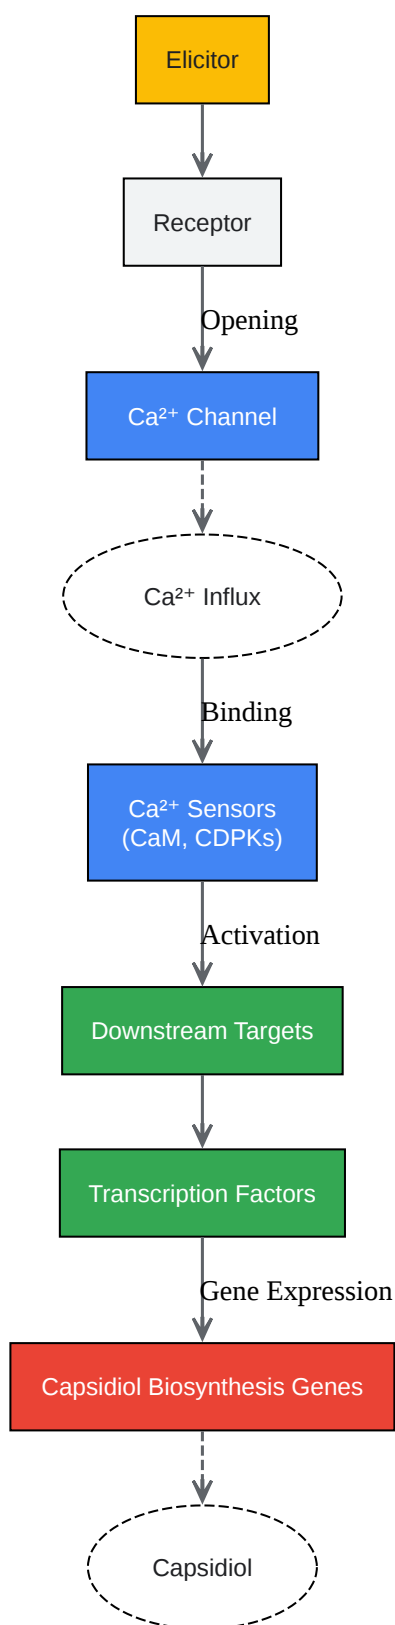 Elicitor
Receptor
Opening
Ca²⁺ Channel
Ca²⁺ Influx
Binding
Ca²⁺ Sensors
(CaM, CDPKs)
Activation
Downstream Targets
Transcription Factors
Gene Expression
Capsidiol Biosynthesis Genes
Capsidiol